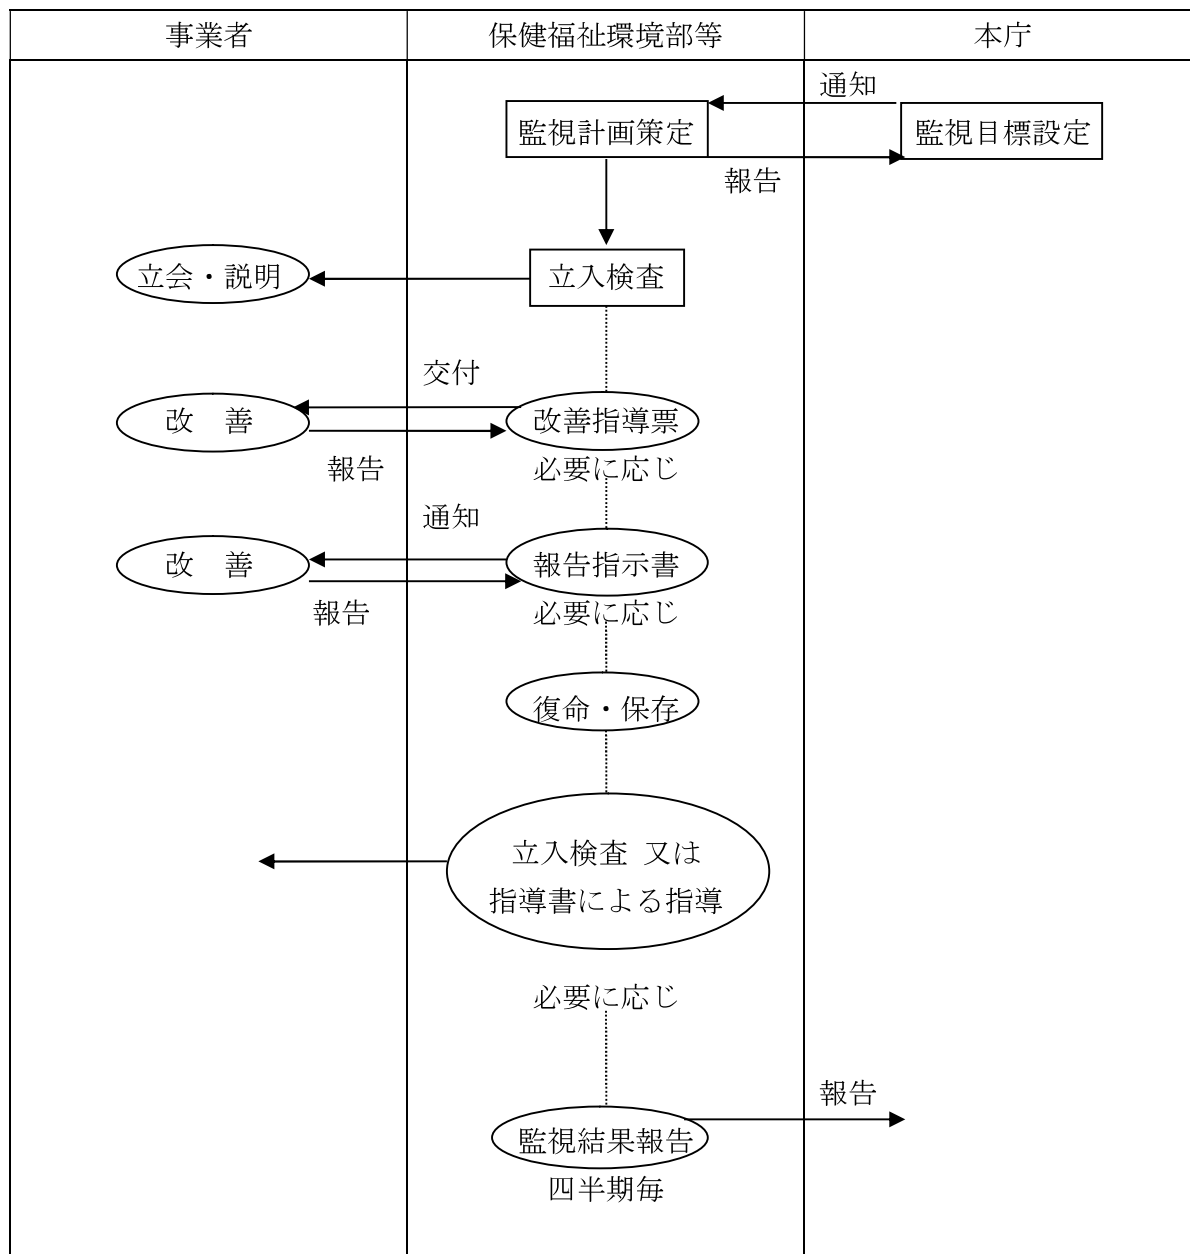 事業者 保健福祉環境部等 本庁
通知
監視計画策定 監視目標設定
報告
立会・説明 立入検査
交付
改　善 改善指導票
報告 必要に応じ
通知
改　善 報告指示書
報告 必要に応じ
復命・保存
立入検査 又は
指導書による指導
必要に応じ
報告
監視結果報告
四半期毎